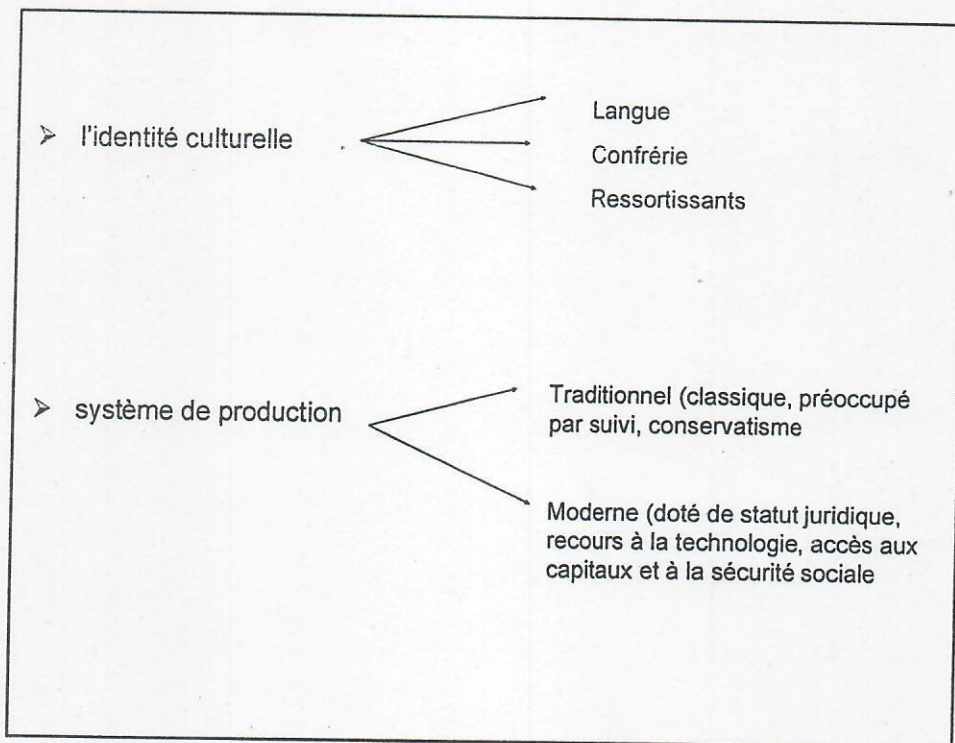 ➢ l'identité culturelle
Langue
Confrérie
Ressortissants
➢ système de production
Traditionnel (classique, préoccupé
par suivi, conservatisme
Moderne (doté de statut juridique,
recours à la technologie, accès aux
capitaux et à la sécurité sociale